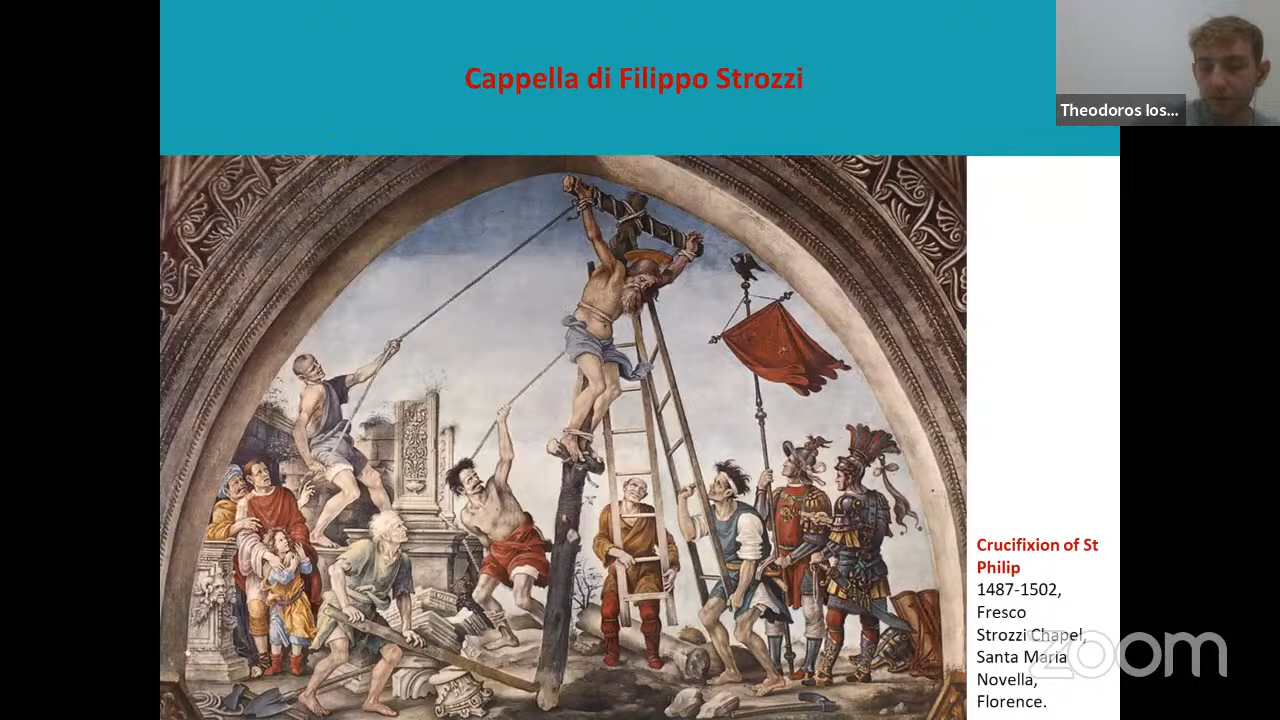 Cappella di Filippo Strozzi
Theodoros Ios...
Crucifixion of St
Philip
1487-1502,
Fresco
Strozzi Chapel,
Santa Maria
Novella,
Florence.
zoom